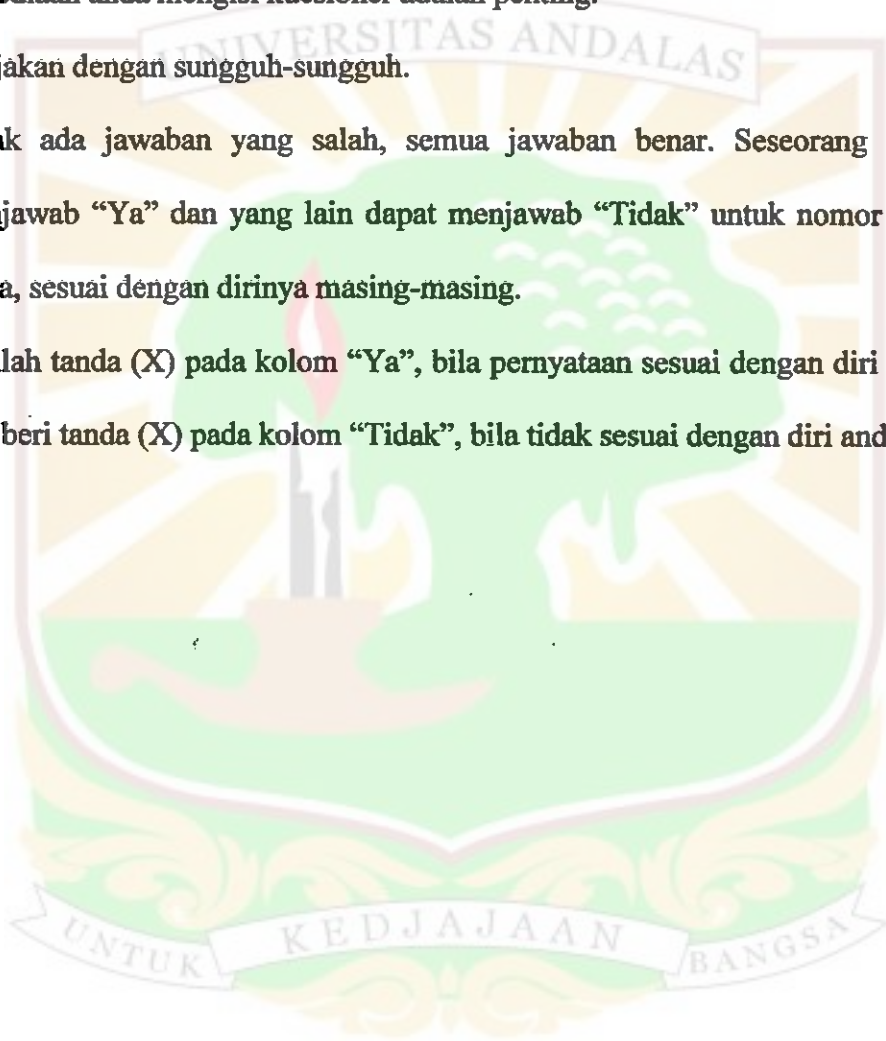 UNIVERSITAS ANDALAS
jakan dengan sungguh-sungguh.
ak ada jawaban yang salah, semua jawaban benar. Seseorang
jawab “Ya” dan yang lain dapat menjawab “Tidak” untuk nomor
a, sesuai dengan dirinya masing-masing.
lah tanda (X) pada kolom “Ya”, bila pernyataan sesuai dengan diri
beri tanda (X) pada kolom “Tidak”, bila tidak sesuai dengan diri and
UNTUK KEDJAJAAN BANGSA